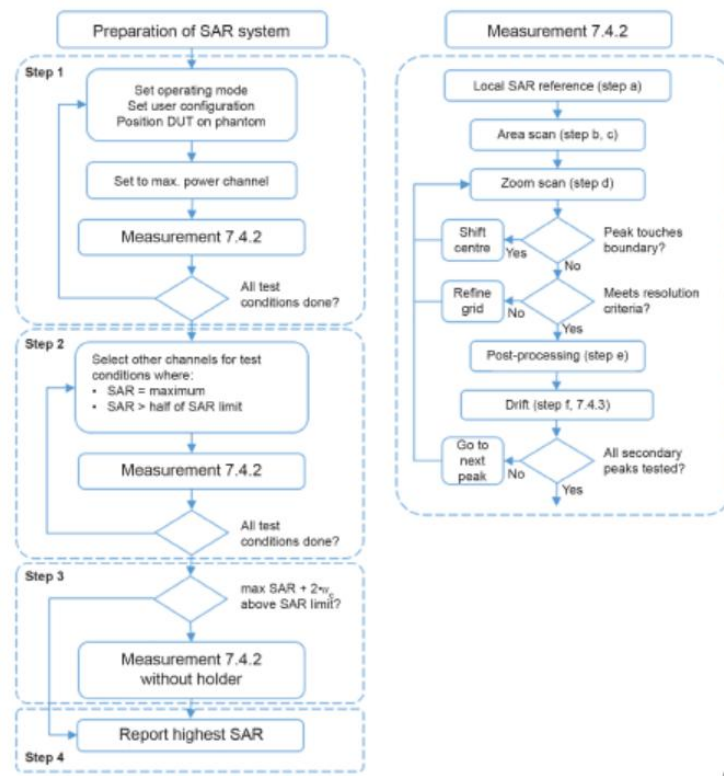 Preparation of SAR system
Step 1
Set operating mode
Set user configuration
Position DUT on phantom
Set to max. power channel
Measurement 7.4.2
All test
conditions done?
Step 2
Select other channels for test
conditions where:
• SAR = maximum
• SAR > half of SAR limit
Measurement 7.4.2
All test
conditions done?
Step 3
max SAR + 2•
above SAR limit?
Measurement 7.4.2
without holder
Report highest SAR
Step 4
Measurement 7.4.2
Local SAR reference (step a)
Area scan (step b, c)
Zoom scan (step d)
Shift
centre
Yes
Peak touches
boundary?
No
Refine
grid
No
Meets resolution
criteria?
Yes
Post-processing (step e)
Drift (step f, 7.4.3)
Go to
next
peak
No
All secondary
peaks tested?
Yes